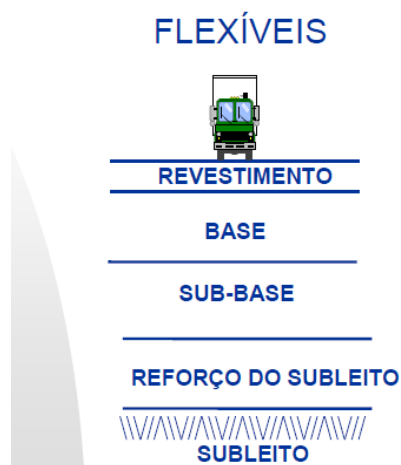 FLEXÍVEIS
REVESTIMENTO
BASE
SUB-BASE
REFORÇO DO SUBLEITO
SUBLEITO